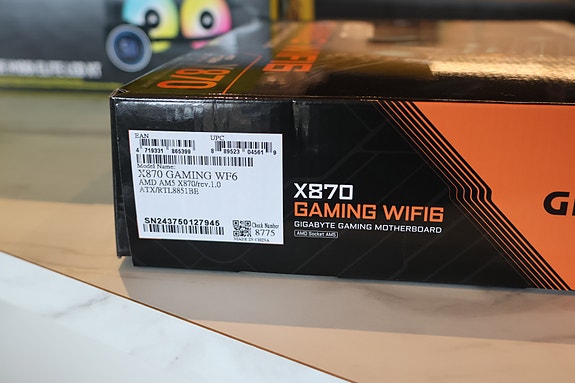 X870
WIFI6
EAN
UPC
4 719331 865399
8 89523 04561 9
Model Name:
X870 GAMING WF6
AMD AM5 X870/rev.1.0
ATX/RTL8851BE
SN243750127945
Check Number
8775
MADE IN CHINA
X870
GAMING WIFI6
GIGABYTE GAMING MOTHERBOARD
AMD Socket AM5